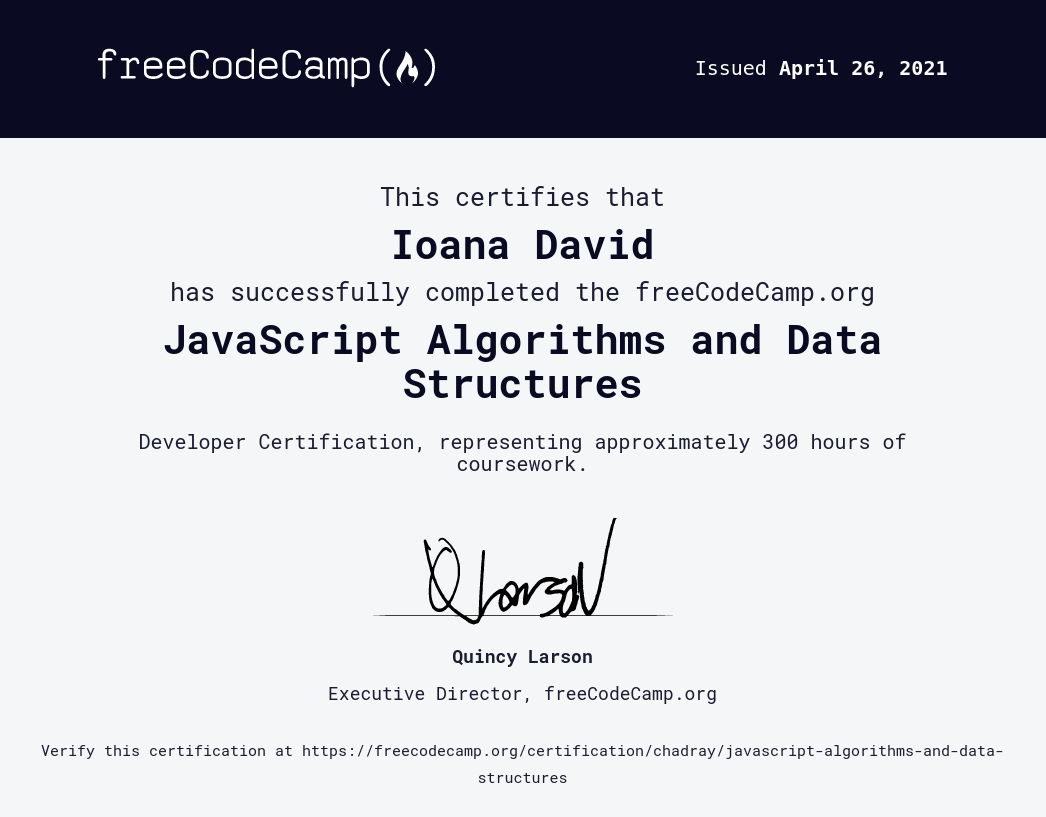 freeCodeCamp(🔥)
Issued April 26, 2021
This certifies that
Ioana David
has successfully completed the freeCodeCamp.org
JavaScript Algorithms and Data
Structures
Developer Certification, representing approximately 300 hours of
coursework.
Q Larson
Quincy Larson
Executive Director, freeCodeCamp.org
Verify this certification at https://freecodecamp.org/certification/chadray/javascript-algorithms-and-data-
structures